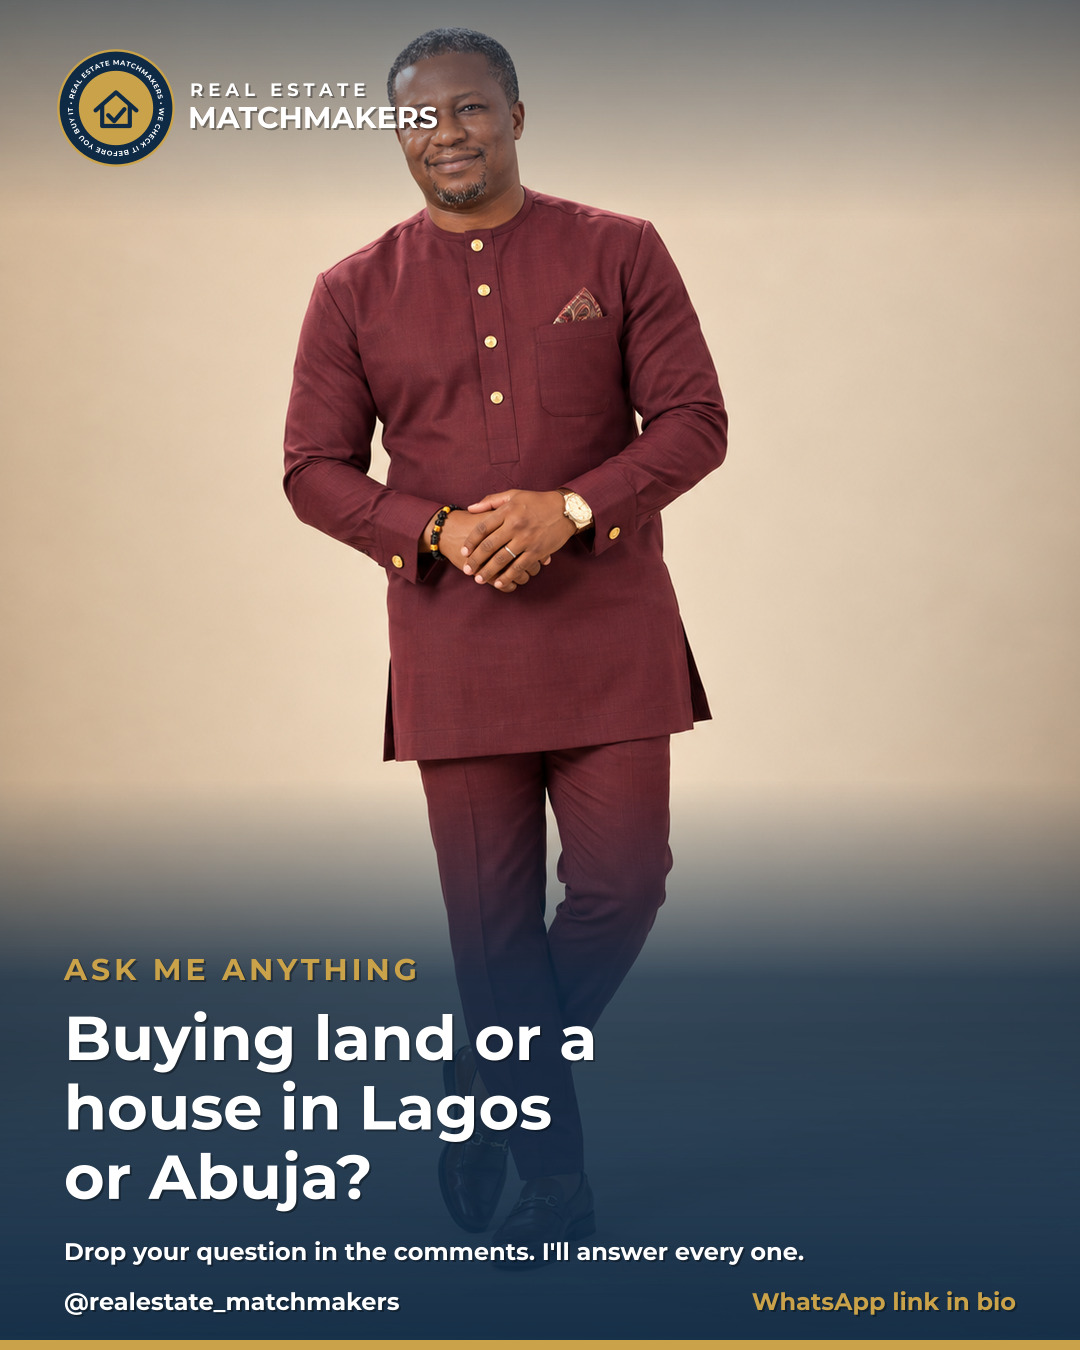 REAL ESTATE MATCHMAKERS • WE CHECK IT BEFORE YOU BUY IT •
REAL ESTATE
MATCHMAKERS
ASK ME ANYTHING
Buying land or a
house in Lagos
or Abuja?
Drop your question in the comments. I'll answer every one.
@realestate_matchmakers
WhatsApp link in bio